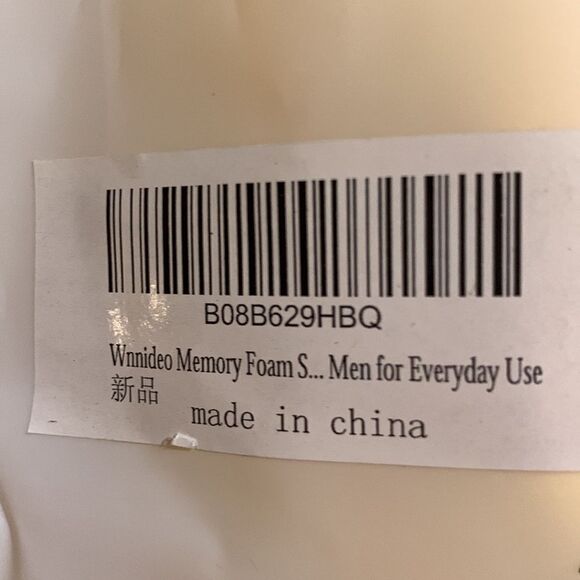 B08B629HBQ
Wnnideo Memory Foam S... Men for Everyday Use
新品
made in china